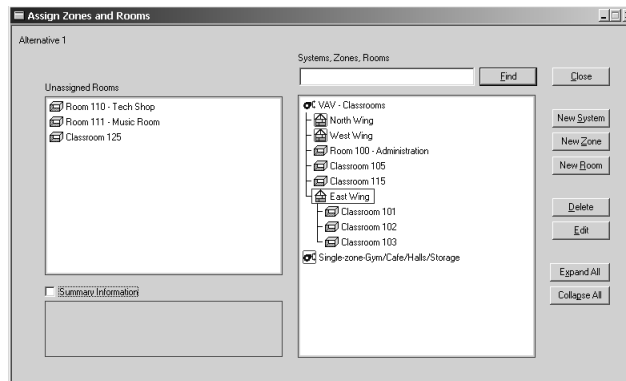 Assign Zones and Rooms
Alternative 1
Systems, Zones, Rooms
Find
Close
Unassigned Rooms
Room 110 - Tech Shop
Room 111 - Music Room
Classroom 125
VAV - Classrooms
North Wing
West Wing
Room 100 - Administration
Classroom 105
Classroom 115
East Wing
Classroom 101
Classroom 102
Classroom 103
Single-zone-Gym/Cafe/Halls/Storage
New System
New Zone
New Room
Delete
Edit
Expand All
Collapse All
Summary Information